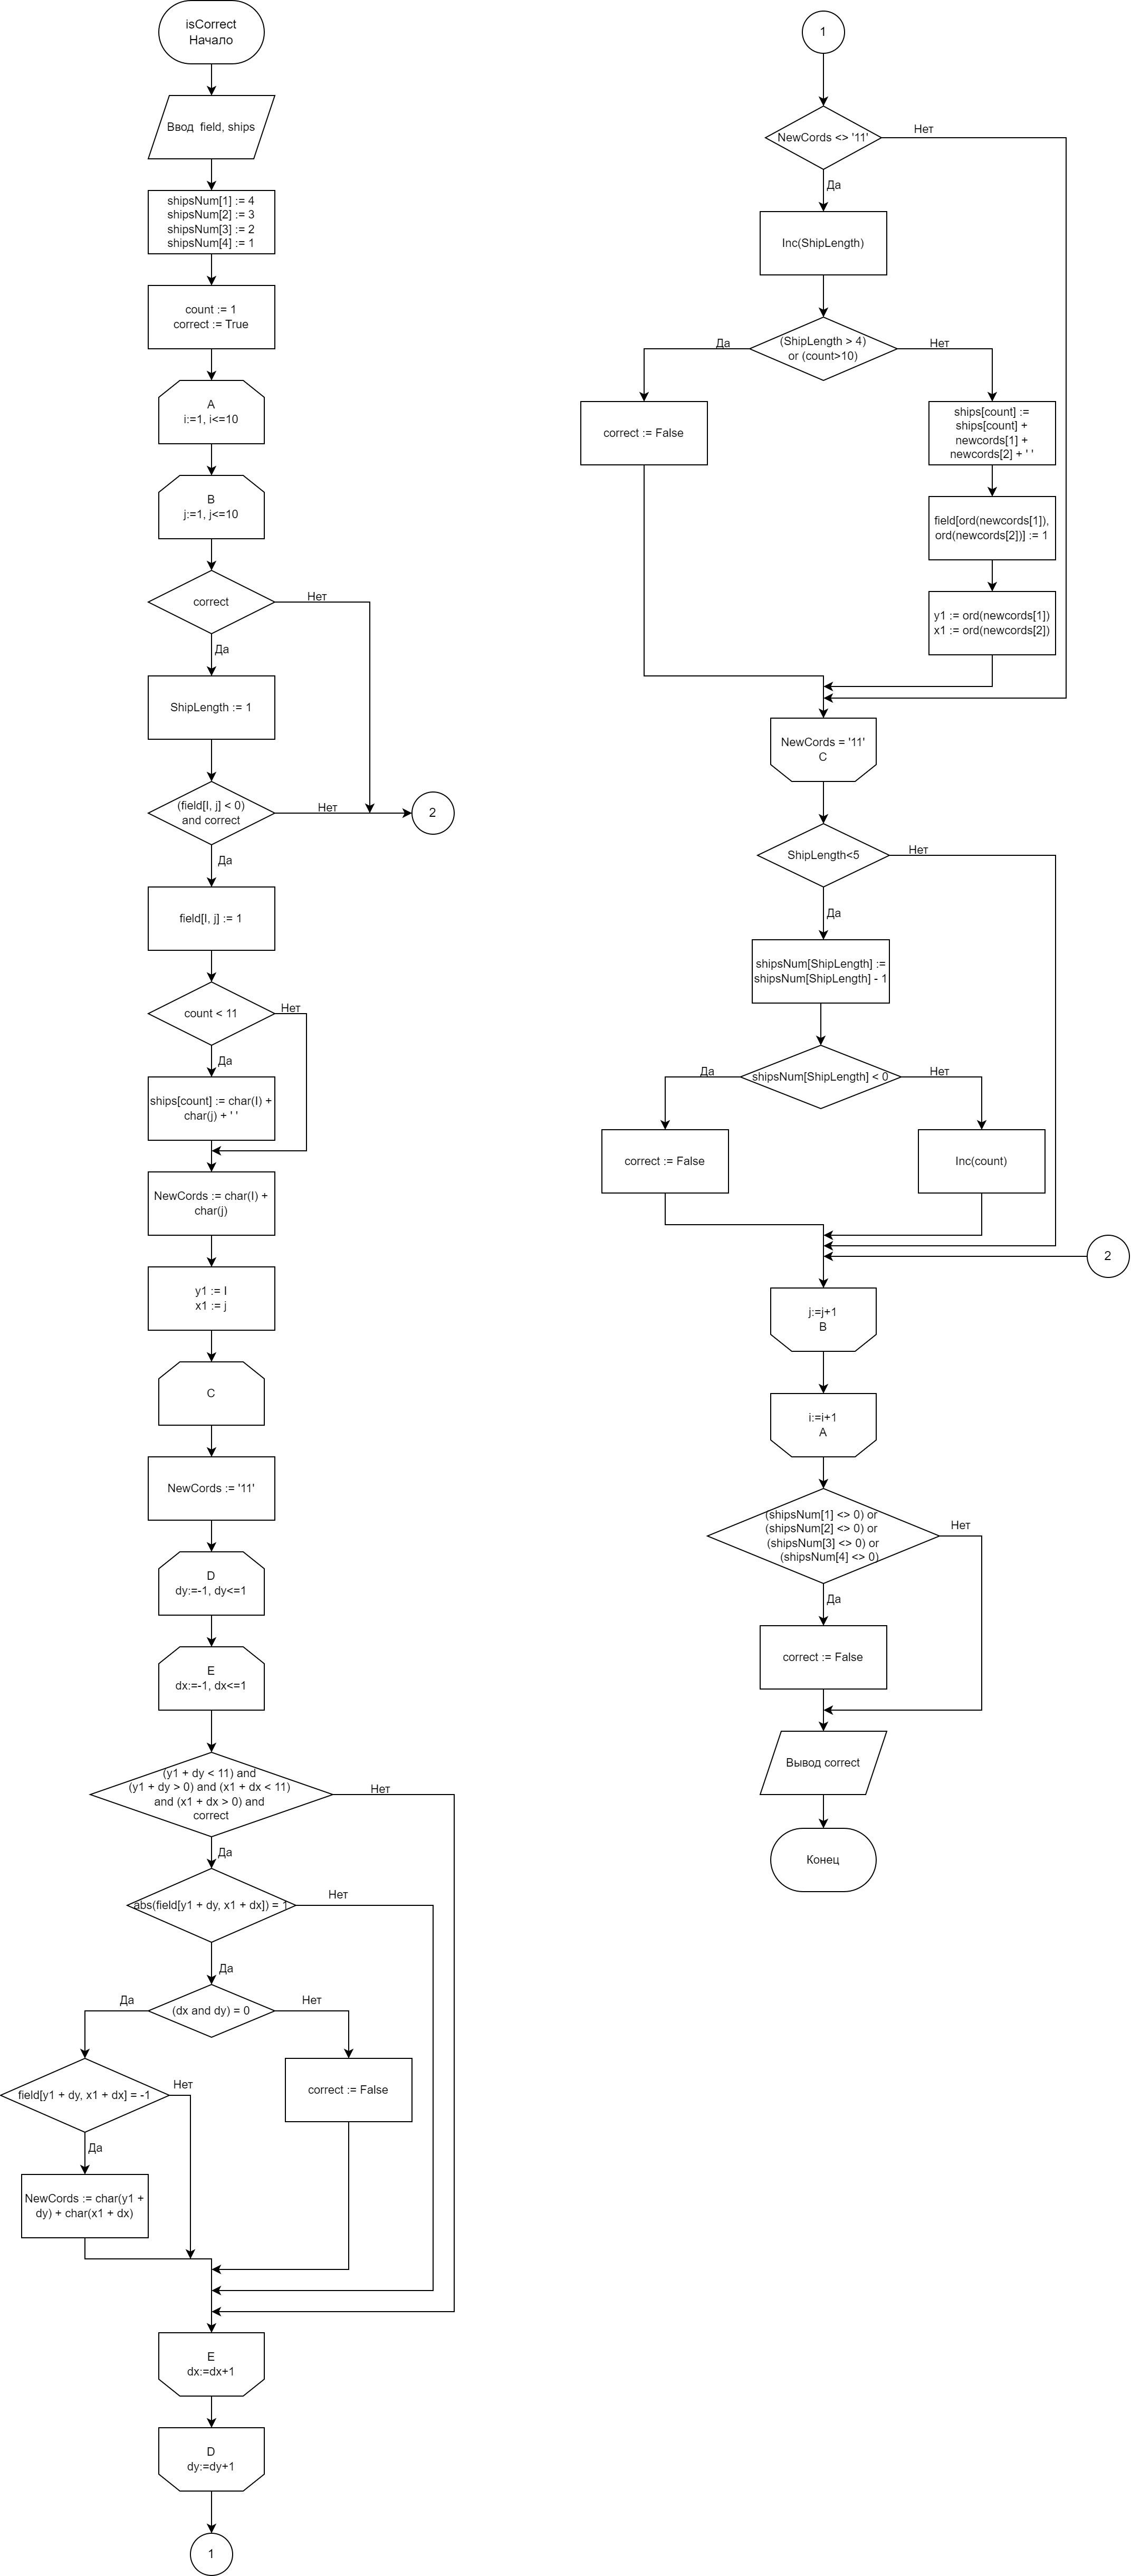 isCorrect
Начало
Ввод  field, ships
shipsNum[1] := 4
shipsNum[2] := 3
shipsNum[3] := 2
shipsNum[4] := 1
count := 1
correct := True
A
i:=1, i<=10
B
j:=1, j<=10
correct
Нет
Да
ShipLength := 1
(field[I, j] < 0)
and correct
Нет
2
Да
field[I, j] := 1
count < 11
Нет
Да
ships[count] := char(I) +
char(j) + ' '
NewCords := char(I) +
char(j)
y1 := I
x1 := j
C
NewCords := '11'
D
dy:=-1, dy<=1
E
dx:=-1, dx<=1
(y1 + dy < 11) and
(y1 + dy > 0) and (x1 + dx < 11)
and (x1 + dx > 0) and
correct
Нет
Да
abs(field[y1 + dy, x1 + dx]) = 1
Нет
Да
(dx and dy) = 0
Да
Нет
field[y1 + dy, x1 + dx] = -1
Нет
correct := False
Да
NewCords := char(y1 +
dy) + char(x1 + dx)
E
dx:=dx+1
D
dy:=dy+1
1
1
NewCords <> '11'
Нет
Да
Inc(ShipLength)
(ShipLength > 4)
or (count>10)
Да
Нет
correct := False
ships[count] :=
ships[count] +
newcords[1] +
newcords[2] + ' '
field[ord(newcords[1]),
ord(newcords[2])] := 1
y1 := ord(newcords[1])
x1 := ord(newcords[2])
NewCords = '11'
C
ShipLength<5
Нет
Да
shipsNum[ShipLength] :=
shipsNum[ShipLength] - 1
shipsNum[ShipLength] < 0
Да
Нет
correct := False
Inc(count)
2
j:=j+1
B
i:=i+1
A
(shipsNum[1] <> 0) or
(shipsNum[2] <> 0) or
(shipsNum[3] <> 0) or
(shipsNum[4] <> 0)
Нет
Да
correct := False
Вывод correct
Конец